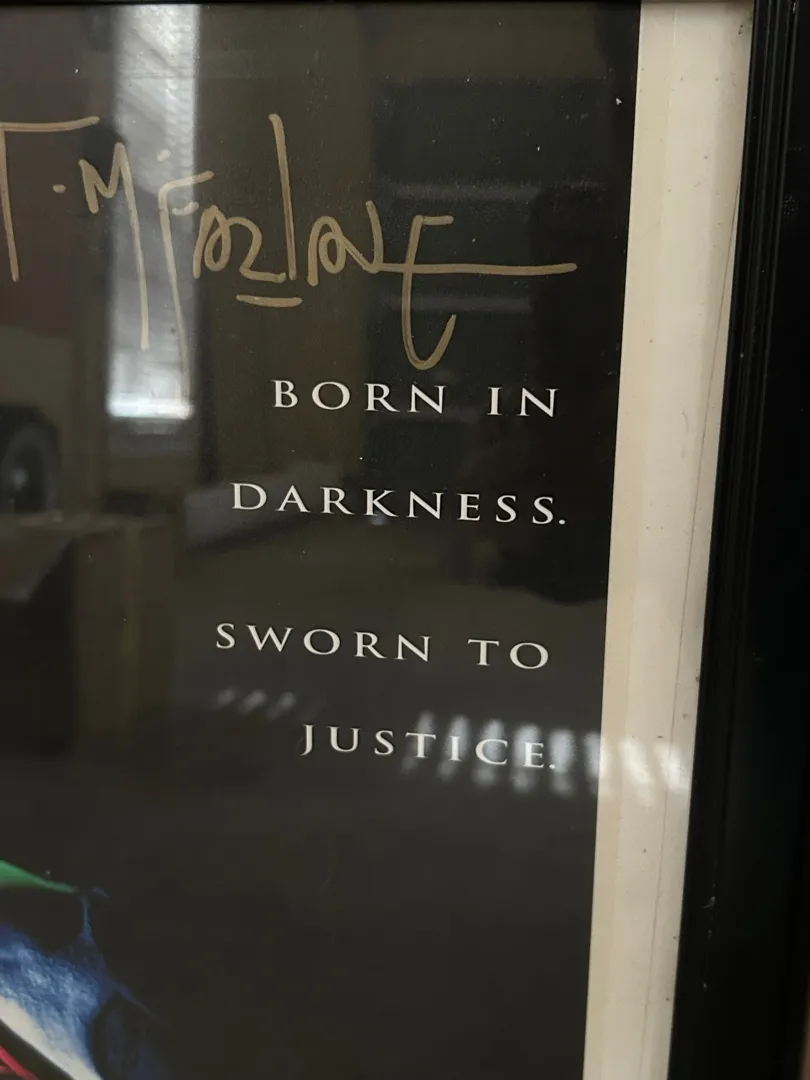 T. McFarlane
BORN IN
DARKNESS.
SWORN TO
JUSTICE.